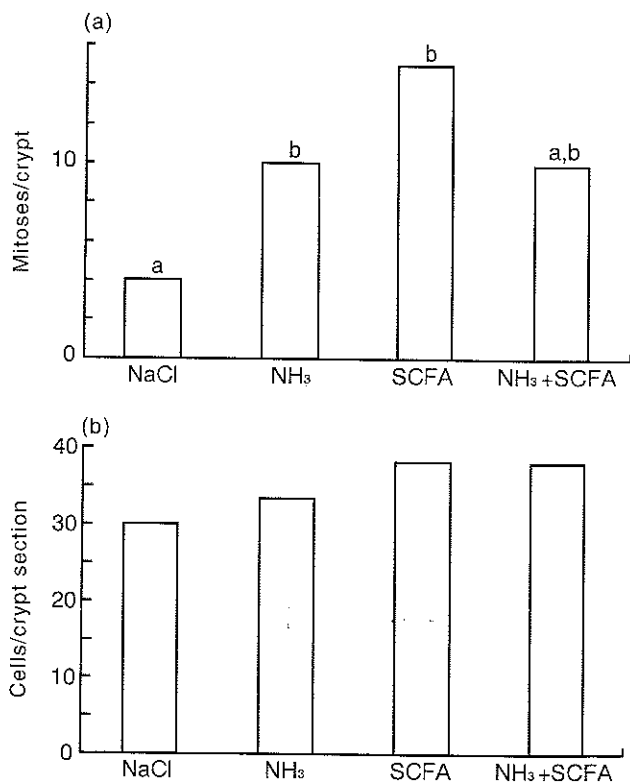 (a)
Mitoses/crypt
10
0
a
b
b
a,b
NaCl NH₃ SCFA NH₃+SCFA
(b)
Cells/crypt section
40
30
20
10
0
NaCl NH₃ SCFA NH₃+SCFA